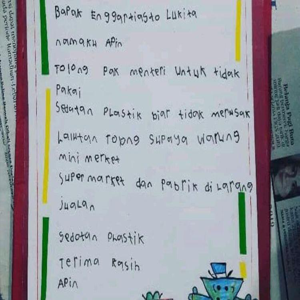 Bapak Enggartiasto Lukita
namaku Apin
Tolong Pak menteri untuk tidak
Pakai
Sedotan Plastik biar tidak merusak
Lautan Tolong Supaya warung
mini merket
supermarket dan Pabrik di larang
jualan
sedotan Plastik
Terima Kasih
Apin